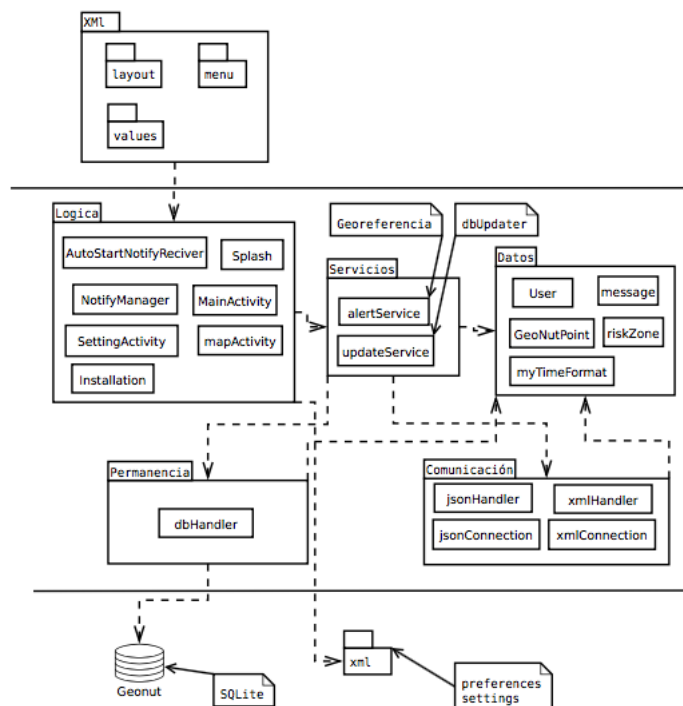 XMl
layout
menu
values
Logica
Georeferencia
dbUpdater
AutoStartNotifyReciver
Splash
Servicios
Datos
NotifyManager
MainActivity
alertService
User
message
SettingActivity
mapActivity
updateService
GeoNutPoint
riskZone
Installation
myTimeFormat
Permanencia
Comunicación
dbHandler
jsonHandler
xmlHandler
jsonConnection
xmlConnection
Geonut
SQLite
xml
preferences
settings